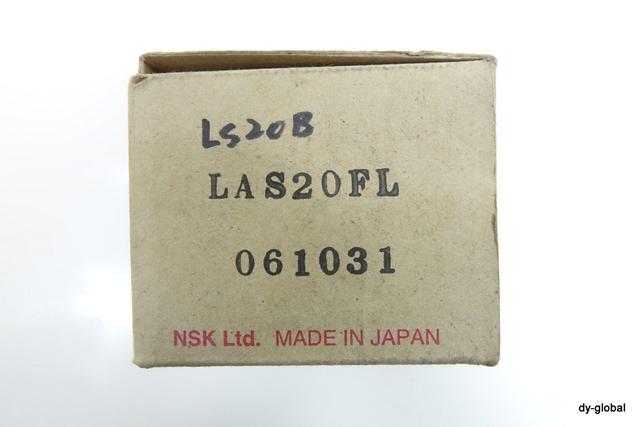 LS20B
LAS20FL
061031
NSK Ltd. MADE IN JAPAN
dy-global